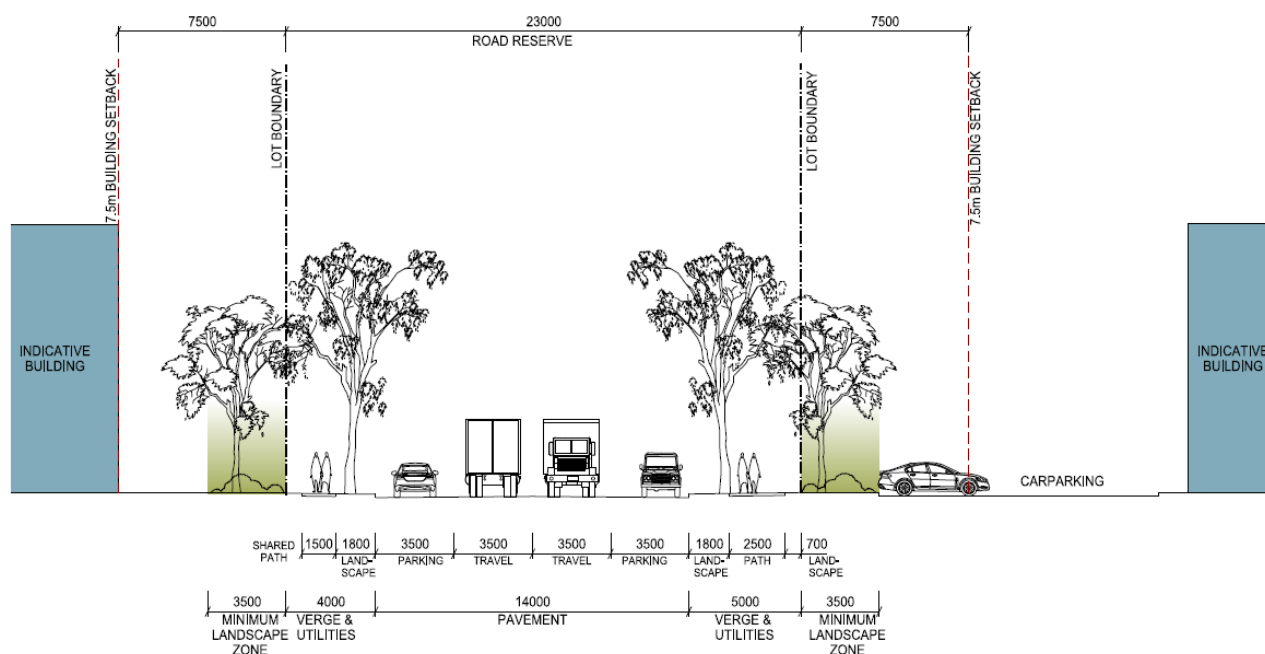 7500
23000
7500
ROAD RESERVE
7.5m BUILDING SETBACK
LOT BOUNDARY
LOT BOUNDARY
7.5m BUILDING SETBACK
INDICATIVE
BUILDING
INDICATIVE
BUILDING
CARPARKING
SHARED
PATH
1500
1800
LAND-
SCAPE
3500
PARKING
3500
TRAVEL
3500
TRAVEL
3500
PARKING
1800
LAND-
SCAPE
2500
PATH
700
LAND-
SCAPE
3500
MINIMUM
LANDSCAPE
ZONE
4000
VERGE &
UTILITIES
14000
PAVEMENT
5000
VERGE &
UTILITIES
3500
MINIMUM
LANDSCAPE
ZONE